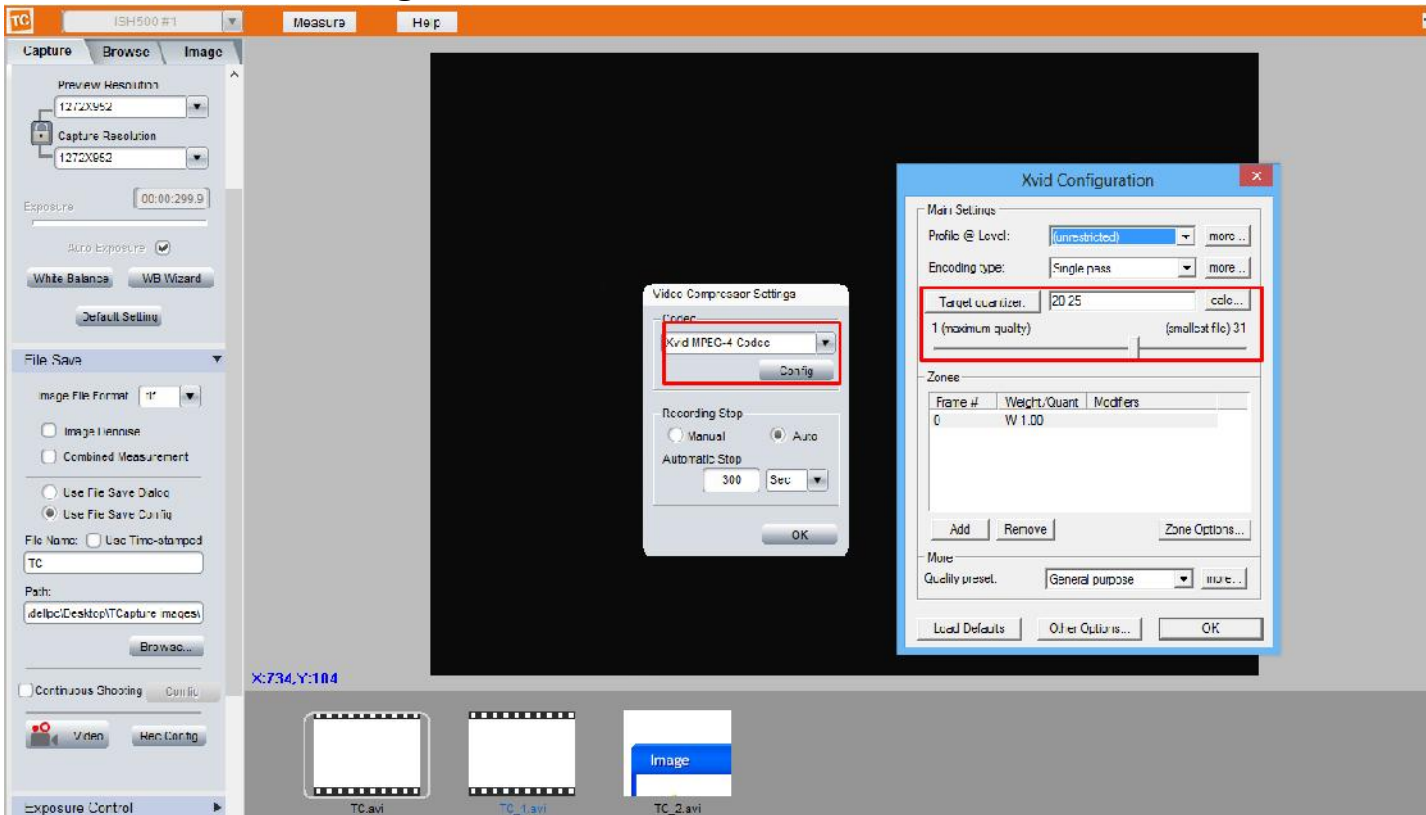 TC ISH500 #1 Measure Help
Capture Browse Image
Preview Resolution
1272X952
Capture Resolution
1272X952
Exposure 00:00:299.9
Auto Exposure
White Balance WB Wizard
Default Setting
File Save
Image File Format tif
Image Denoise
Combined Measurement
Use File Save Dialog
Use File Save Config
File Name: Use Time-stamped
TC
Path:
\dellpc\Desktop\TCapture Images\
Browse...
Continuous Shooting Config
Video Rec Config
Exposure Control
X:734,Y:184
Video Compressor Settings
Codec
Xvid MPEG-4 Codec
Config
Recording Stop
Manual Auto
Automatic Stop
300 Sec
OK
Xvid Configuration
Main Settings
Profile @ Level: (unrestricted) more...
Encoding type: Single pass more...
Target quantizer: 20.25 calc...
1 (maximum quality) (smallest file) 31
Zones
Frame # Weight/Quant Modifiers
0 W 1.00
Add Remove Zone Options...
More
Quality preset: General purpose more...
Load Defaults Other Options... OK
Image
TC.avi TC_1.avi TC_2.avi